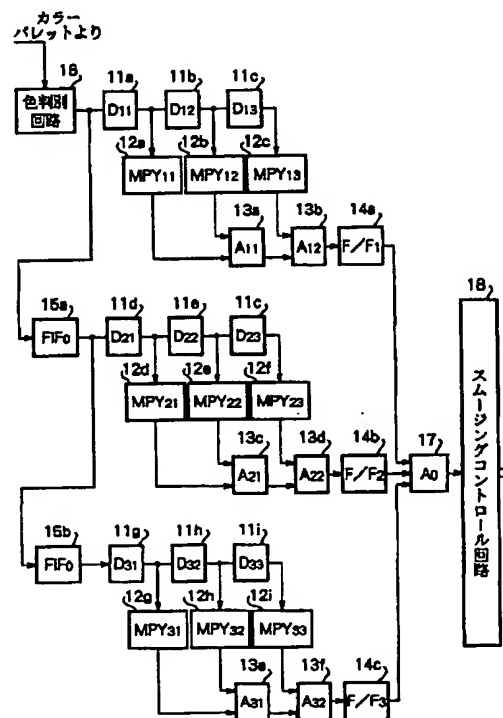 カラー
パレットより
18
色判別
回路
11a
11b
11c
D11
D12
D13
12a
12b
12c
MPY11
MPY12
MPY13
13a
13b
14a
A11
A12
F/F1
15a
11d
11e
11c
FIFO
D21
D22
D23
12d
12e
12f
MPY21
MPY22
MPY23
13c
13d
14b
17
A21
A22
F/F2
A0
18
スムージングコントロール回路
15b
11g
11h
11i
FIFO
D31
D32
D33
12g
12h
12i
MPY31
MPY32
MPY33
13e
13f
14c
A31
A32
F/F3